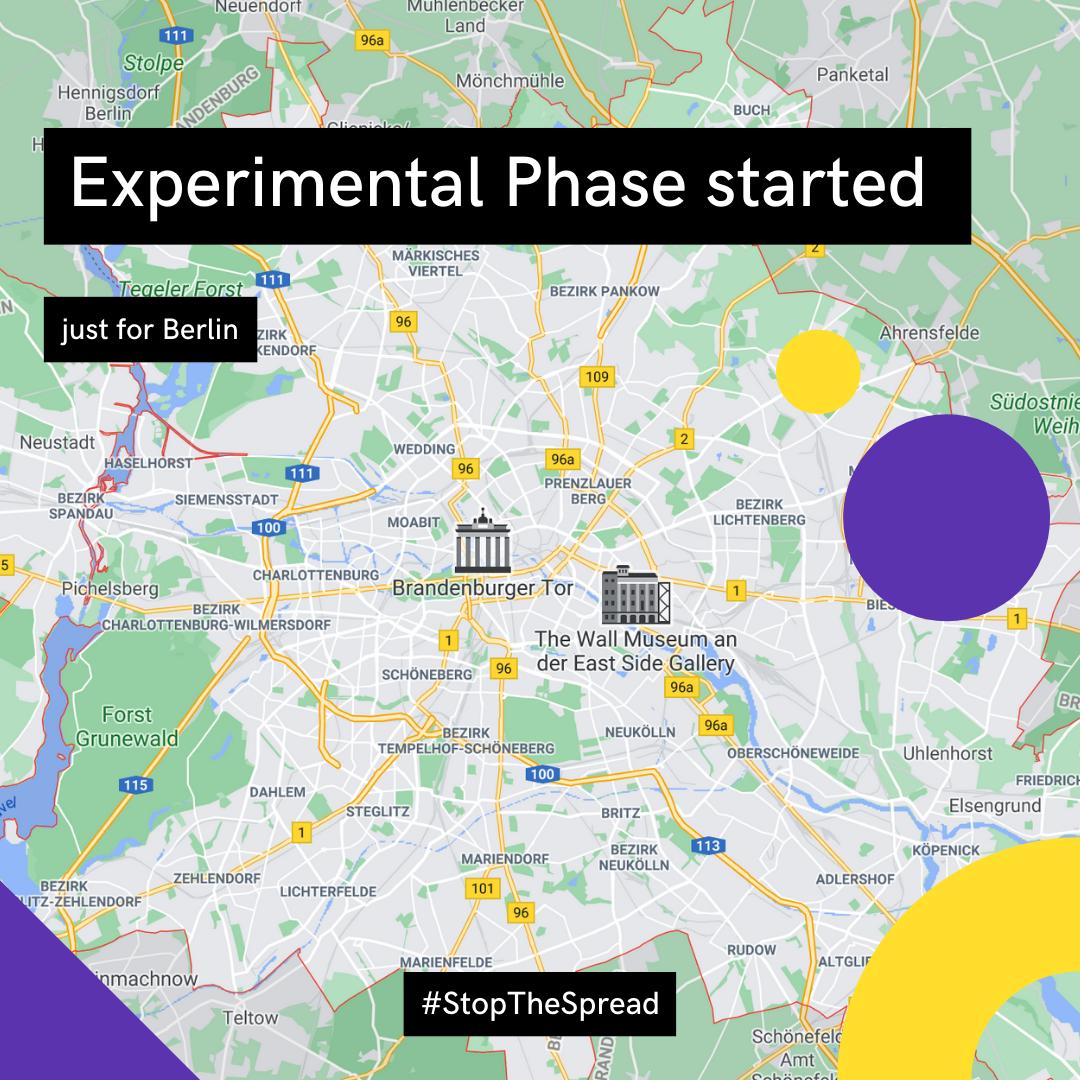 Neuendorf
Mühlenbecker
Land
111
96a
Stolpe
Mönchmühle
Panketal
Hennigsdorf
Berlin
BUCH
Experimental Phase started
2
MÄRKISCHES
VIERTEL
111
Tegeler Forst
BEZIRK PANKOW
just for Berlin
96
Ahrensfelde
109
Neustadt
WEDDING
2
HASELHORST
96
96a
111
PRENZLAUER
BERG
BEZIRK
SPANDAU
SIEMENSSTADT
BEZIRK
LICHTENBERG
100
MOABIT
5
CHARLOTTENBURG
Pichelsberg
Brandenburger Tor
1
BEZIRK
CHARLOTTENBURG-WILMERSDORF
1
1
The Wall Museum an
der East Side Gallery
96
SCHÖNEBERG
96a
Forst
Grunewald
96a
BEZIRK
TEMPELHOF-SCHÖNEBERG
NEUKÖLLN
OBERSCHÖNEWEIDE
Uhlenhorst
100
115
DAHLEM
STEGLITZ
BRITZ
Elsengrund
1
113
BEZIRK
NEUKÖLLN
KÖPENICK
MARIENDORF
ZEHLENDORF
LICHTERFELDE
101
ADLERSHOF
BEZIRK
96
RUDOW
MARIENFELDE
#StopTheSpread
Teltow
Amt